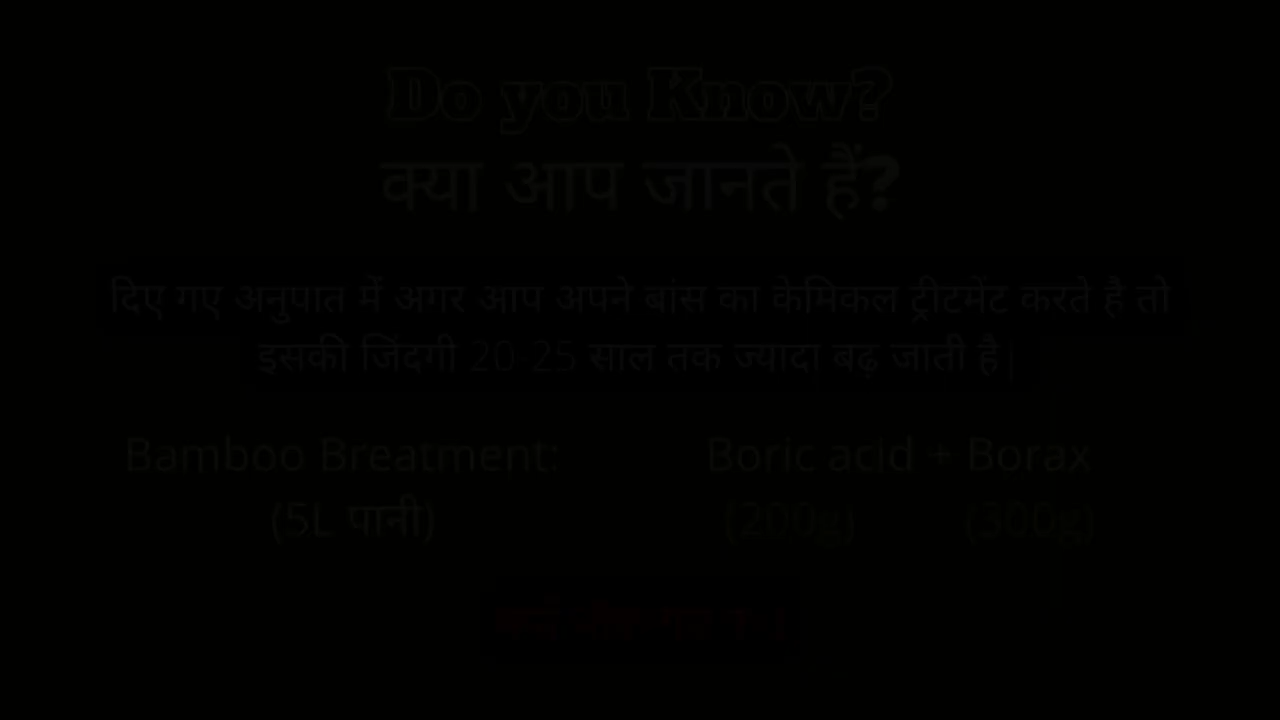 Do you Know?
क्या आप जानते हैं?
दिए गए अनुपात में अगर आप अपने बांस का केमिकल ट्रीटमेंट करते है तो
इसकी जिंदगी 20-25 साल तक ज्यादा बढ़ जाती है|
Bamboo Breatment: Boric acid + Borax
(5L पानी) (200g) (300g)